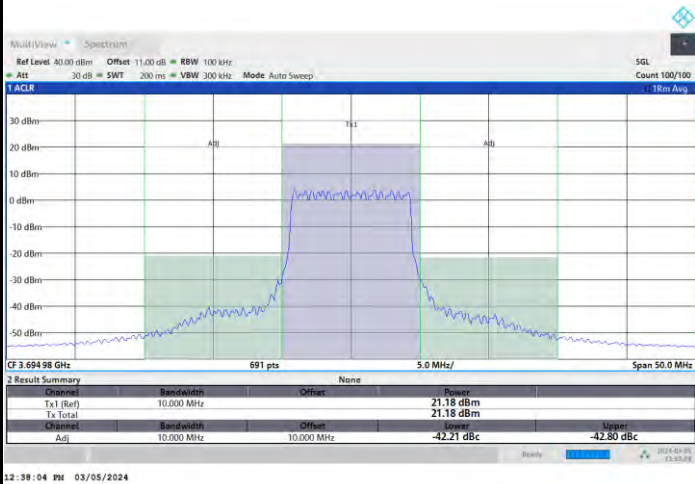 MultiView Spectrum
Ref Level 40.00 dBm Offset 11.00 dB RBW 100 kHz SGL
Att 30 dB SWT 200 ms VBW 300 kHz Mode Auto Sweep Count 100/100
1 ACLR 1Rm Avg
30 dBm
Tx1
20 dBm
Adj Adj
10 dBm
0 dBm
-10 dBm
-20 dBm
-30 dBm
-40 dBm
-50 dBm
CF 3.69498 GHz 691 pts 5.0 MHz/ Span 50.0 MHz
2 Result Summary None
Channel Bandwidth Offset Power
Tx1 (Ref) 10.000 MHz 21.18 dBm
Tx Total 21.18 dBm
Channel Bandwidth Offset Lower Upper
Adj 10.000 MHz 10.000 MHz -42.21 dBc -42.80 dBc
Ready
12:38:04 PM 03/05/2024